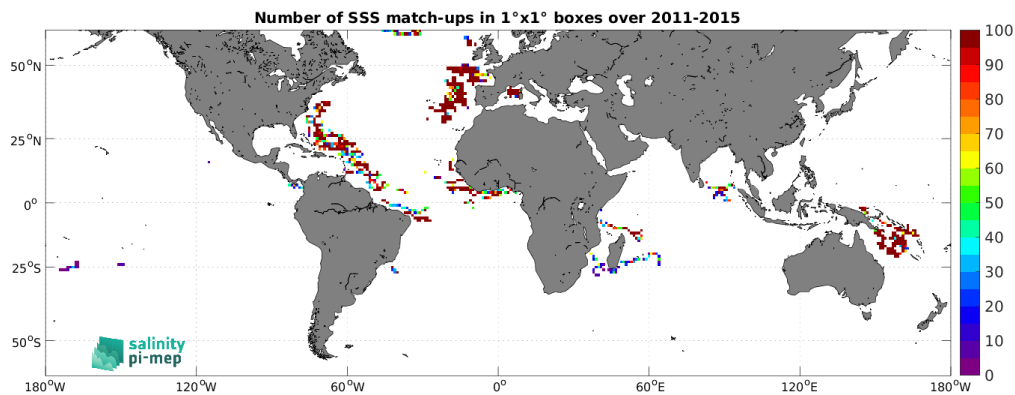 Number of SSS match-ups in 1°x1° boxes over 2011-2015
50°N
25°N
0°
25°S
50°S
180°W
120°W
60°W
0°
60°E
120°E
180°W
100
90
80
70
60
50
40
30
20
10
0
salinity
pi-mep